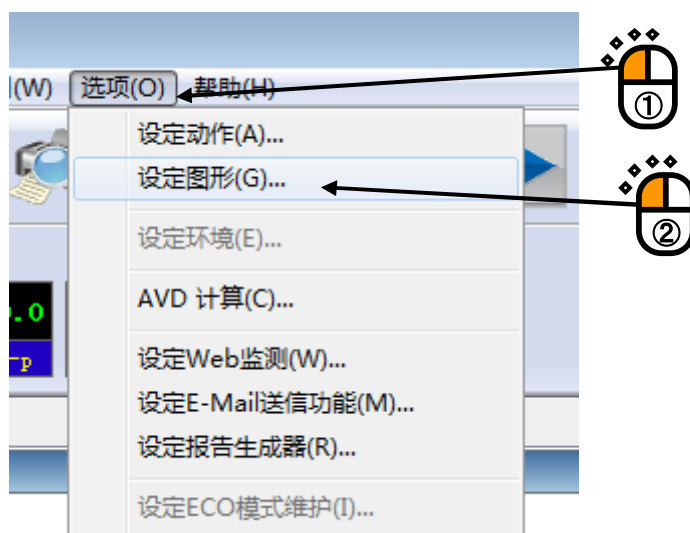 (W) 选项(O) 帮助(H)
①
设定动作(A)...
设定图形(G)...
②
设定环境(E)...
AVD 计算(C)...
.0
-p
设定Web监测(W)...
设定E-Mail送信功能(M)...
设定报告生成器(R)...
设定ECO模式维护(I)...